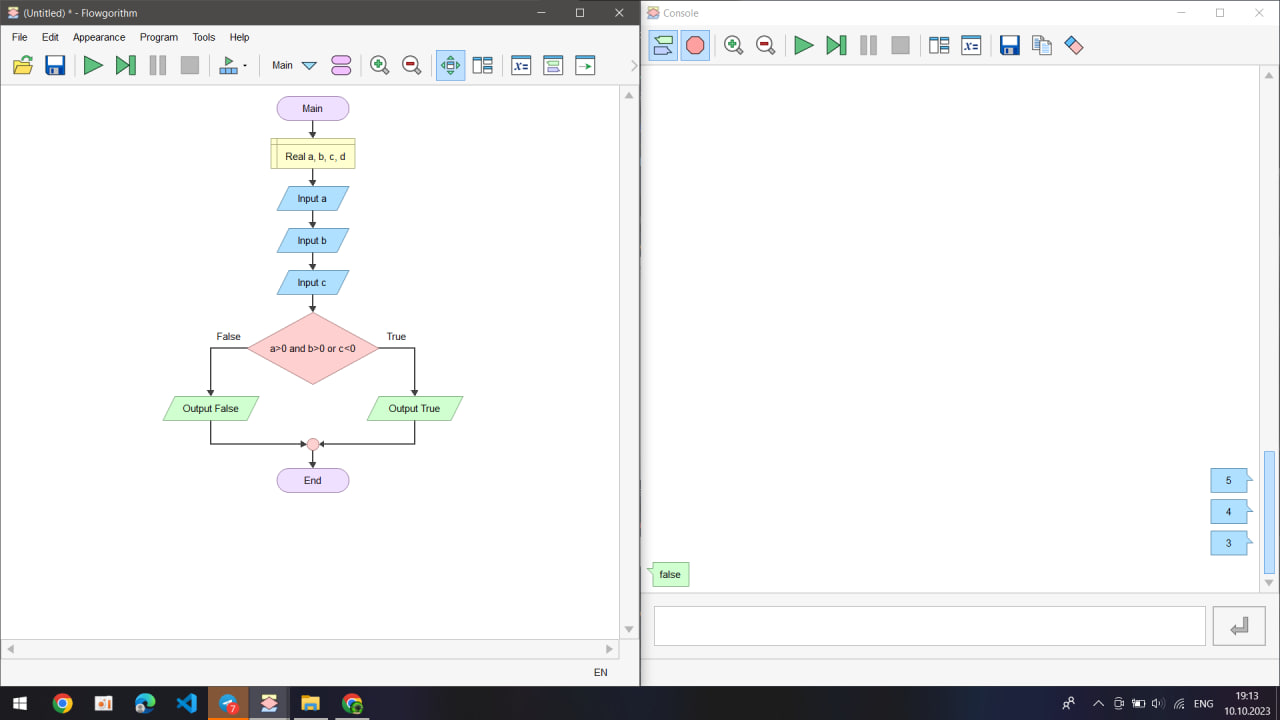 (Untitled) * - Flowgorithm
File Edit Appearance Program Tools Help
Main
x=
Main
Real a, b, c, d
Input a
Input b
Input c
False
True
a>0 and b>0 or c<0
Output False
Output True
End
EN
Console
x=
5
4
3
false
7
ENG
19:13
10.10.2023